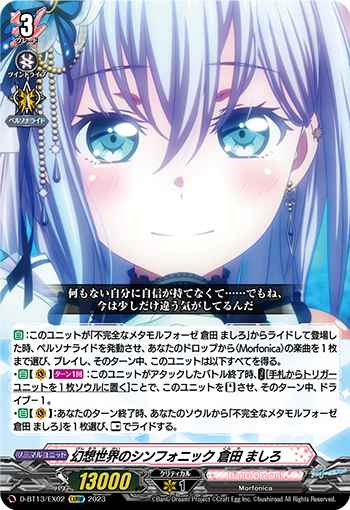 3
グレード
ツインドライブ
ペルソナライド
何もない自分に自信が持てなくて……でもね、
今は少しだけ違う気がしてるんだ
:このユニットが「不完全なメタモルフォーゼ 倉田 ましろ」からライドして登場し
た時、ペルソナライドを発動させ、あなたのドロップから《Morfonica》の楽曲を1枚
まで選び、プレイし、そのターン中、このユニットは以下すべてを得る。
・自【(V)】ターン1回:このユニットがアタックしたバトル終了時、[手札からトリガー
ユニットを1枚ソウルに置く]ことで、このユニットを スタンド させ、そのターン中、ドラ
イブー1。
・自【(V)】:あなたのターン終了時、あなたのソウルから「不完全なメタモルフォーゼ
倉田 ましろ」を1枚選び、でライドする。
ノーマルユニット
幻想世界のシンフォニック 倉田 ましろ
パワー 13000
クリティカル 1
Morfonica
D-BT13/EX02 2023
©BanG Dream! Project ©Craft Egg Inc. ©bushiroad All Rights Reserved.